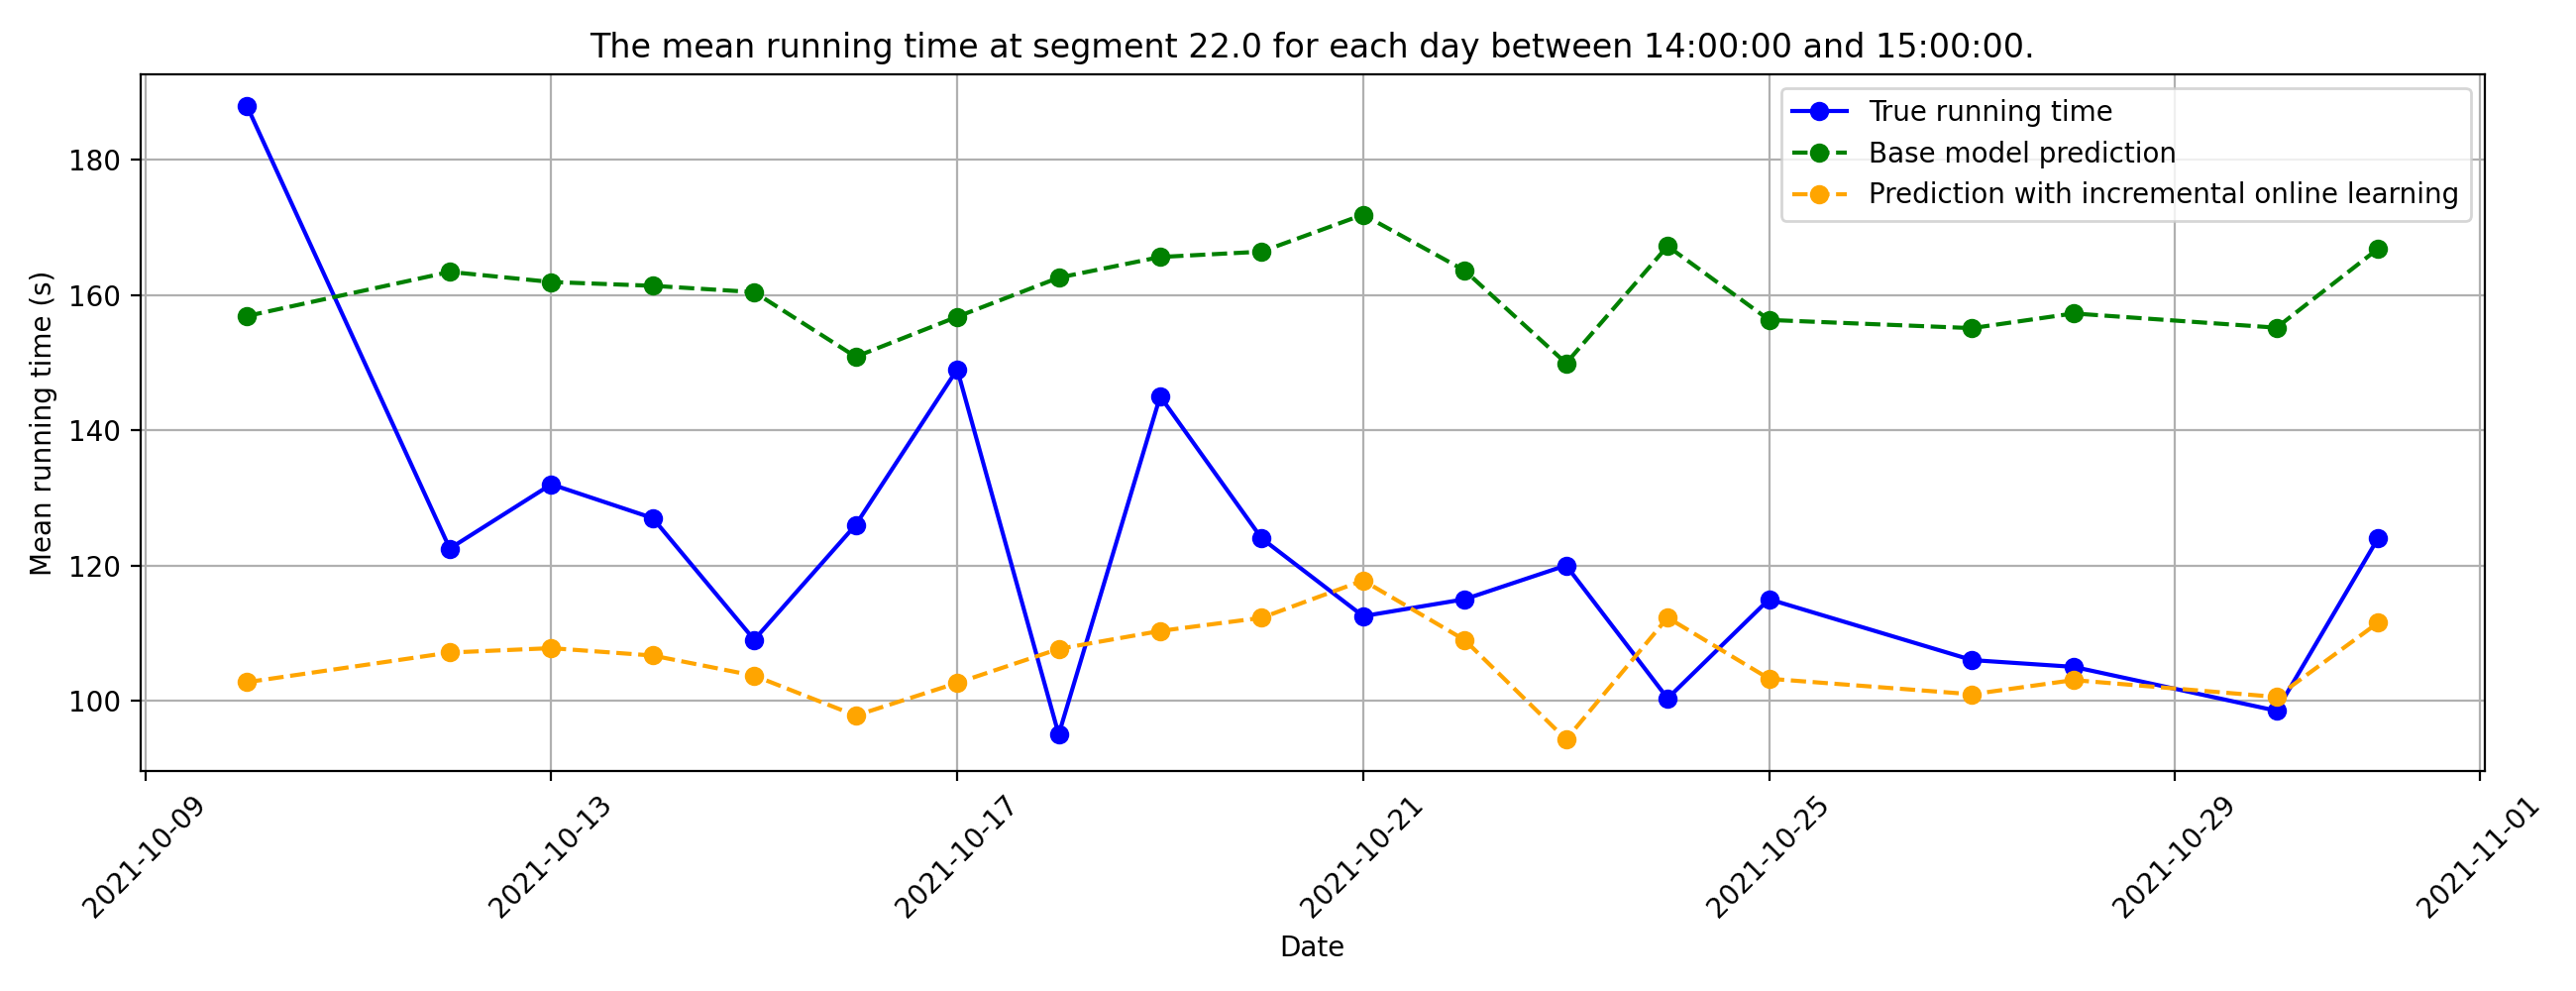 The mean running time at segment 22.0 for each day between 14:00:00 and 15:00:00.
True running time
Base model prediction
Prediction with incremental online learning
Mean running time (s)
180
160
140
120
100
2021-10-09
2021-10-13
2021-10-17
2021-10-21
2021-10-25
2021-10-29
2021-11-01
Date